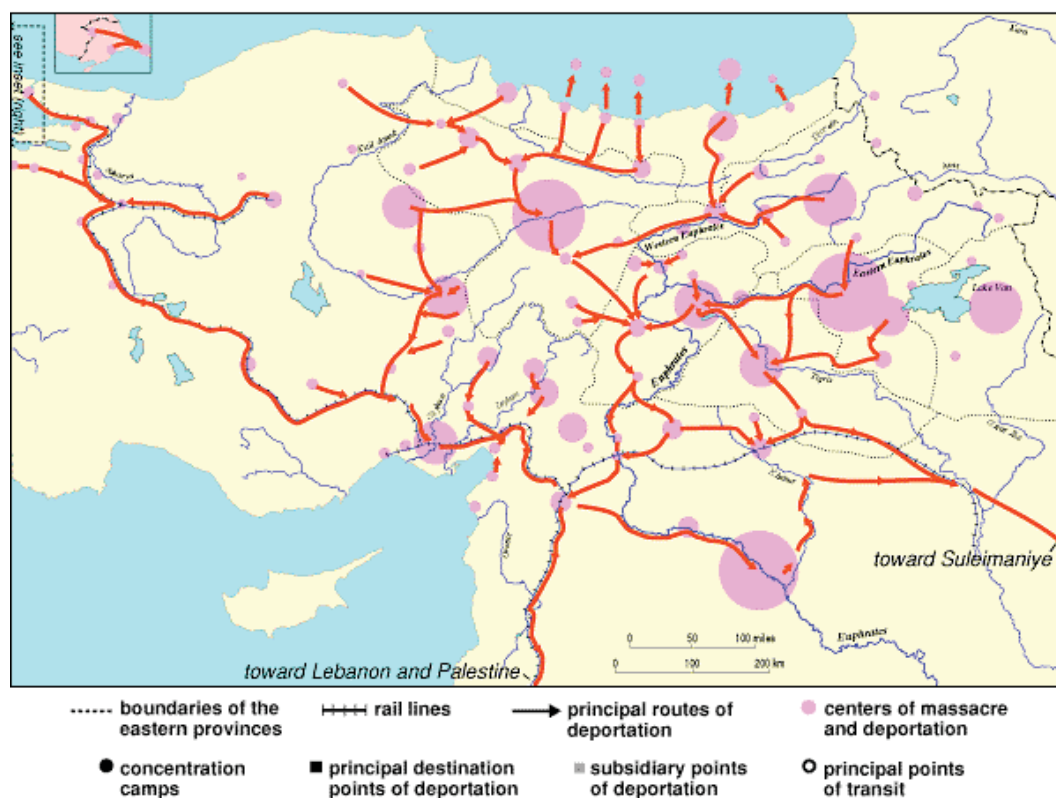 see inset (right)
Kizil Irmak
Sakarya
Western Euphrates
Eastern Euphrates
Lake Van
Euphrates
Tigris
toward Suleimaniye
Euphrates
0 50 100 miles
0 100 200 km
toward Lebanon and Palestine
boundaries of the
eastern provinces
rail lines
principal routes of
deportation
centers of massacre
and deportation
concentration
camps
principal destination
points of deportation
subsidiary points
of deportation
principal points
of transit